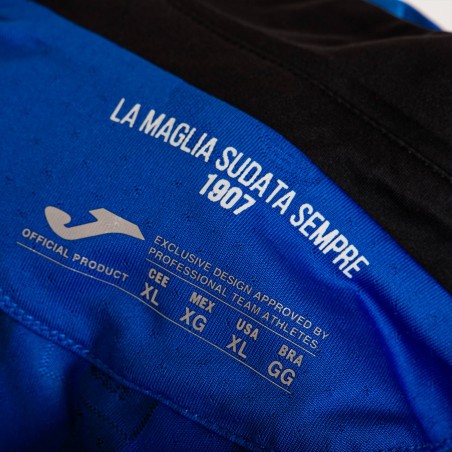 LA MAGLIA SUDATA SEMPRE
1907
OFFICIAL PRODUCT
EXCLUSIVE DESIGN APPROVED BY
PROFESSIONAL TEAM ATHLETES.
CEE MEX USA BRA
XL XG XL GG